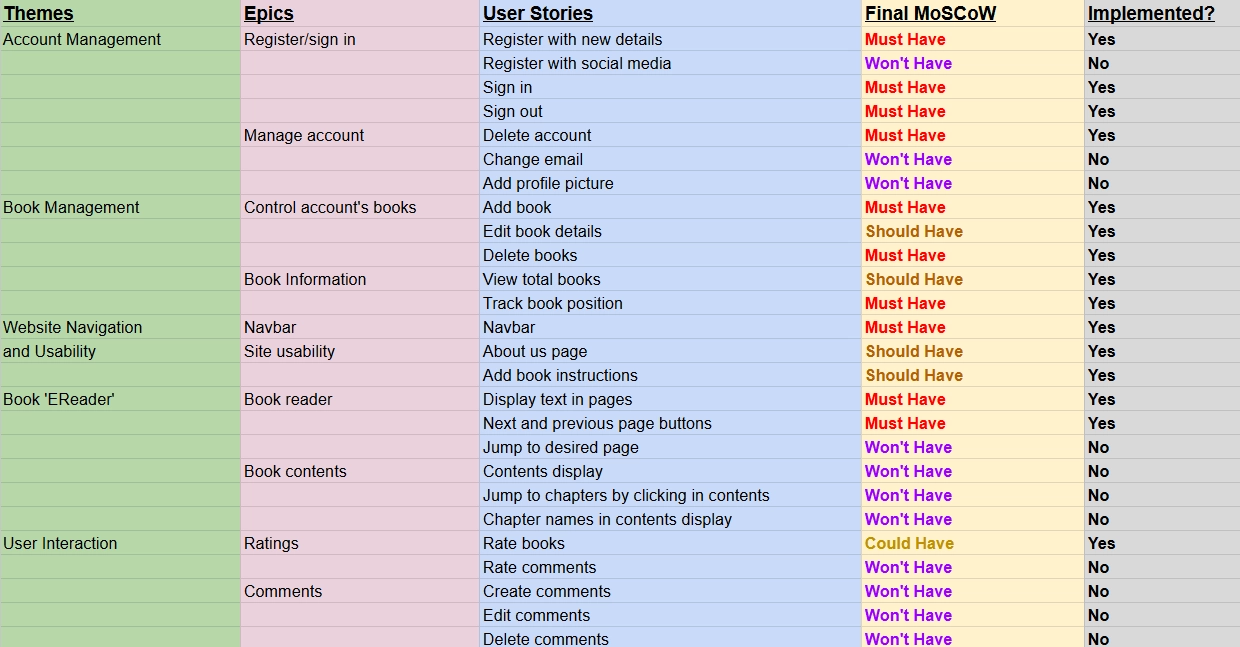 Themes Epics User Stories Final MoSCoW Implemented?
Account Management Register/sign in Register with new details Must Have Yes
Register with social media Won't Have No
Sign in Must Have Yes
Sign out Must Have Yes
Manage account Delete account Must Have Yes
Change email Won't Have No
Add profile picture Won't Have No
Book Management Control account's books Add book Must Have Yes
Edit book details Should Have Yes
Delete books Must Have Yes
Book Information View total books Should Have Yes
Track book position Must Have Yes
Website Navigation Navbar Navbar Must Have Yes
and Usability Site usability About us page Should Have Yes
Add book instructions Should Have Yes
Book 'EReader' Book reader Display text in pages Must Have Yes
Next and previous page buttons Must Have Yes
Jump to desired page Won't Have No
Book contents Contents display Won't Have No
Jump to chapters by clicking in contents Won't Have No
Chapter names in contents display Won't Have No
User Interaction Ratings Rate books Could Have Yes
Rate comments Won't Have No
Comments Create comments Won't Have No
Edit comments Won't Have No
Delete comments Won't Have No